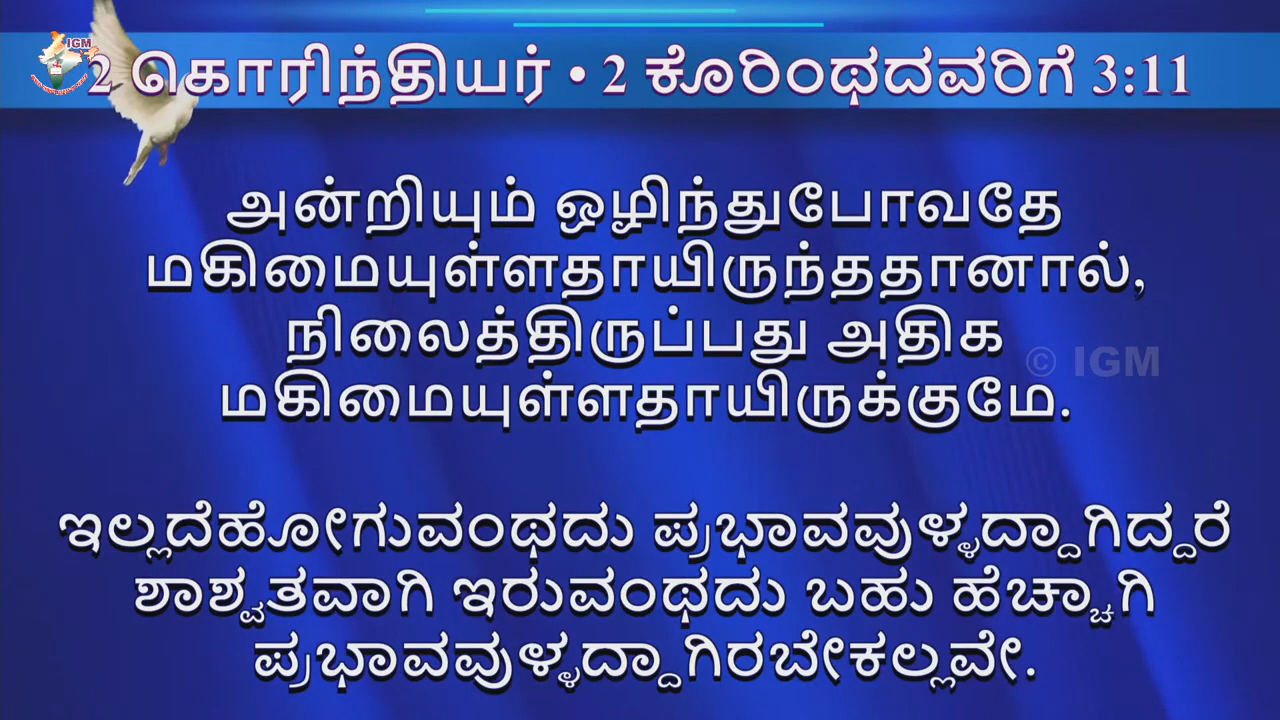 IGM
2 கொரிந்தியர் • 2 ಕೊರಿಂಥದವರಿಗೆ 3:11
அன்றியும் ஒழிந்துபோவதே
மகிமையுள்ளதாயிருந்ததானால்,
நிலைத்திருப்பது அதிக
© IGM
மகிமையுள்ளதாயிருக்குமே.
ಇಲ್ಲದೆಹೋಗುವಂಥದು ಪ್ರಭಾವವುಳ್ಳದ್ದಾಗಿದ್ದರೆ
ಶಾಶ್ವತವಾಗಿ ಇರುವಂಥದು ಬಹು ಹೆಚ್ಚಾಗಿ
ಪ್ರಭಾವವುಳ್ಳದ್ದಾಗಿರಬೇಕಲ್ಲವೇ.